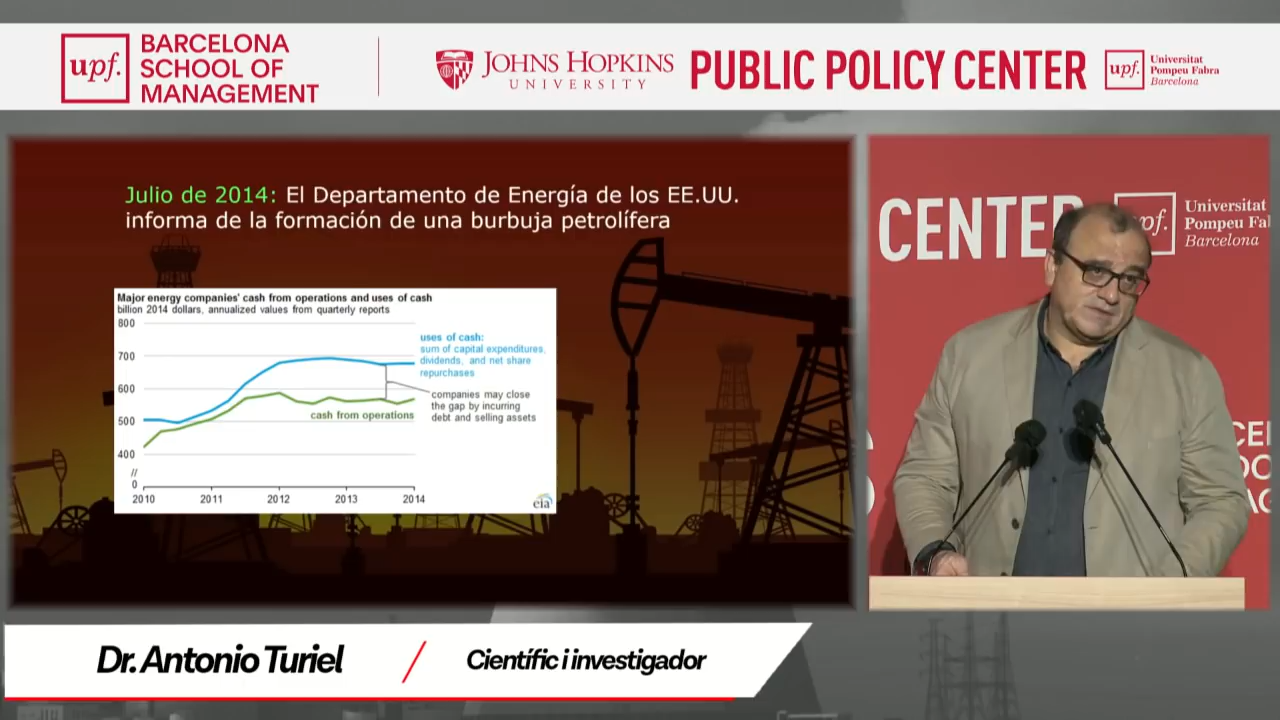 upf.
BARCELONA
SCHOOL OF
MANAGEMENT
JOHNS HOPKINS
UNIVERSITY
PUBLIC POLICY CENTER
upf.
Universitat
Pompeu Fabra
Barcelona
Julio de 2014: El Departamento de Energía de los EE.UU.
informa de la formación de una burbuja petrolífera
Major energy companies' cash from operations and uses of cash
billion 2014 dollars, annualized values from quarterly reports
800
700
600
500
400
//
0
2010 2011 2012 2013 2014
uses of cash:
sum of capital expenditures,
dividends, and net share
repurchases
companies may close
the gap by incurring
debt and selling assets
cash from operations
eia
CENTER
upf.
Universitat
Pompeu Fa
Barcelona
Dr. Antonio Turiel / Científic i investigador